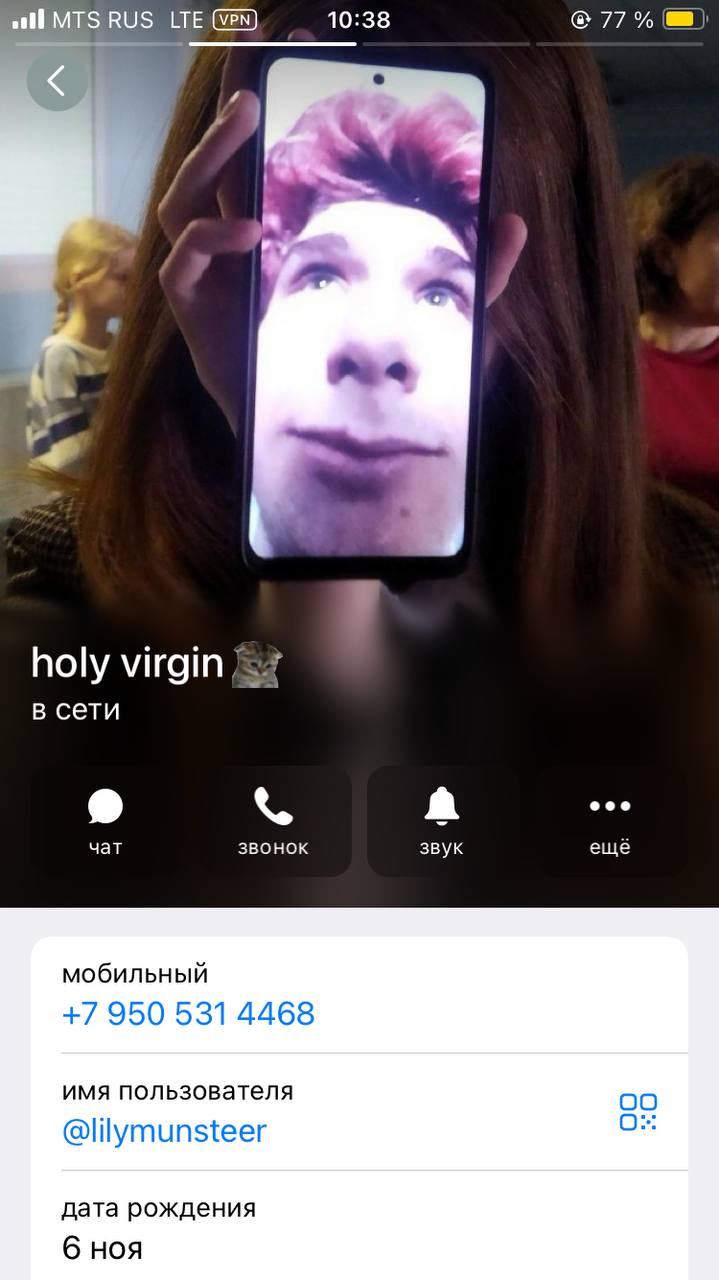 MTS RUS LTE VPN 10:38 77 %
holy virgin
в сети
чат звонок звук ещё
мобильный
+7 950 531 4468
имя пользователя
@lilymunsteer
дата рождения
6 ноя